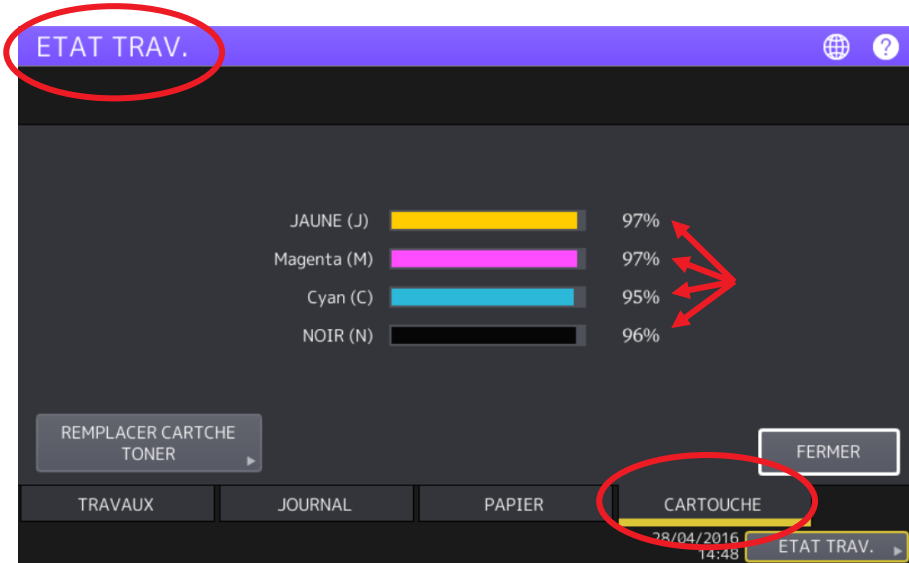 ETAT TRAV.
?
JAUNE (J) 97%
Magenta (M) 97%
Cyan (C) 95%
NOIR (N) 96%
REMPLACER CARTCHE
TONER
FERMER
TRAVAUX JOURNAL PAPIER CARTOUCHE
28/04/2016
14:48
ETAT TRAV.